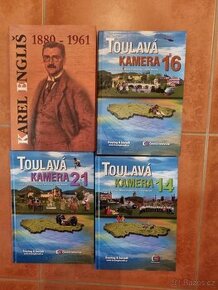 KAREL ENGLIŠ
1880 - 1961
TOULAVÁ
KAMERA 16
TOULAVÁ
KAMERA 21
TOULAVÁ
KAMERA 14